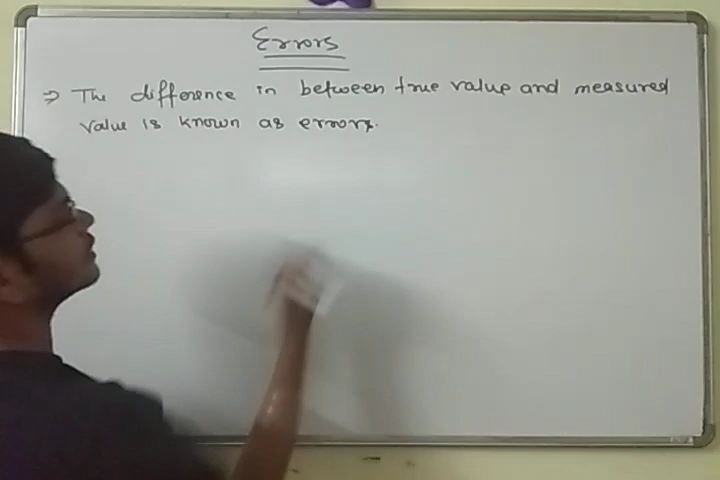 Errors
⇒ The difference in between true value and measured
value is known as errors.